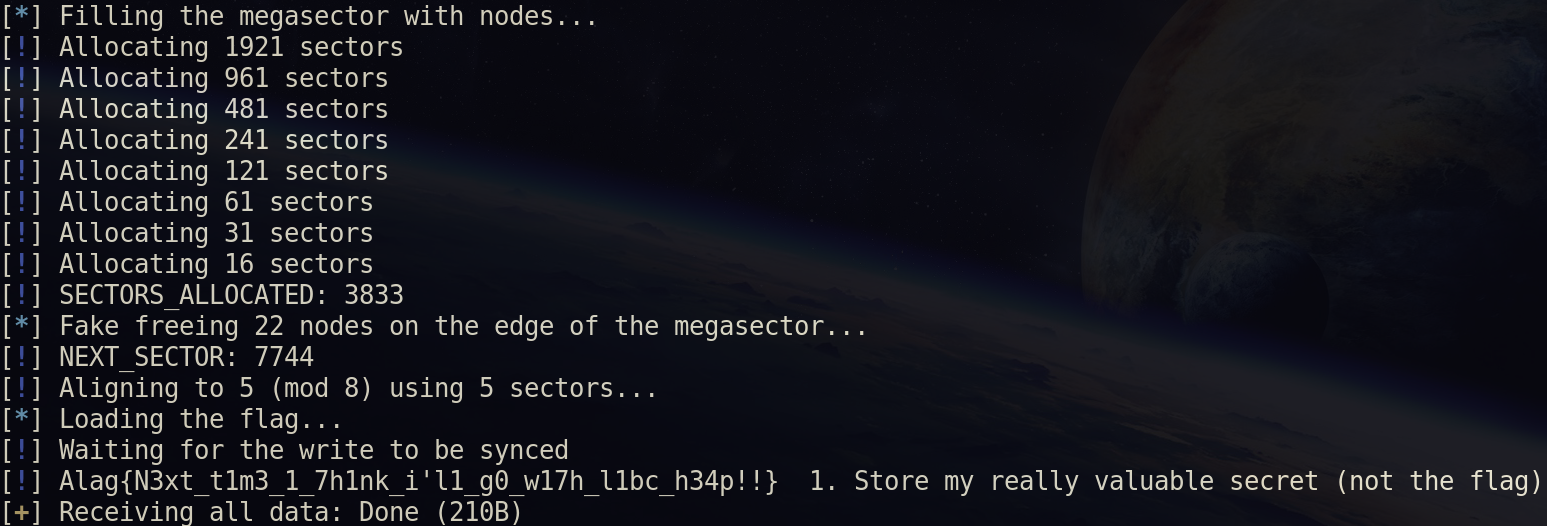 [*] Filling the megasector with nodes...
[!] Allocating 1921 sectors
[!] Allocating 961 sectors
[!] Allocating 481 sectors
[!] Allocating 241 sectors
[!] Allocating 121 sectors
[!] Allocating 61 sectors
[!] Allocating 31 sectors
[!] Allocating 16 sectors
[!] SECTORS_ALLOCATED: 3833
[*] Fake freeing 22 nodes on the edge of the megasector...
[!] NEXT_SECTOR: 7744
[!] Aligning to 5 (mod 8) using 5 sectors...
[*] Loading the flag...
[!] Waiting for the write to be synced
[!] Alag{N3xt_t1m3_1_7h1nk_i'l1_g0_w17h_l1bc_h34p!!}  1. Store my really valuable secret (not the flag)
[+] Receiving all data: Done (210B)